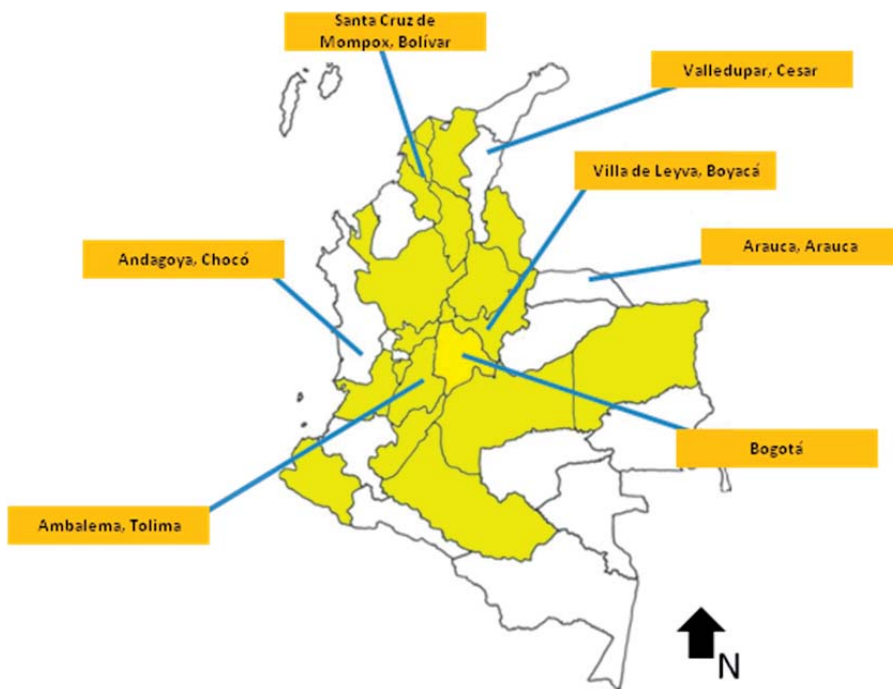 Santa Cruz de
Mompox, Bolívar
Valledupar, Cesar
Villa de Leyva, Boyacá
Arauca, Arauca
Andagoya, Chocó
Bogotá
Ambalema, Tolima
N